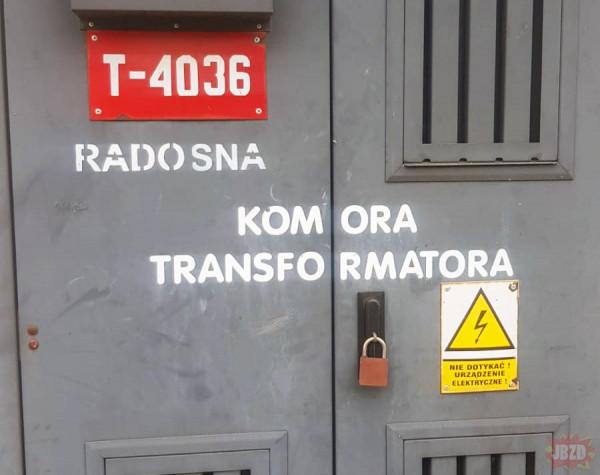 T-4036
RADOSNA
KOMORA
TRANSFORMATORA
NIE DOTYKAĆ !
URZĄDZENIE
ELEKTRYCZNE !
JBZD